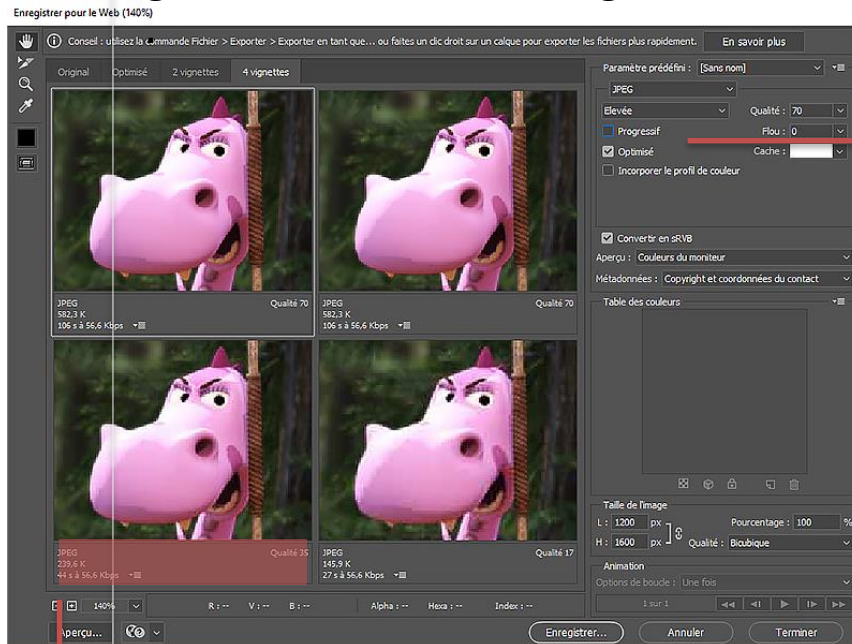 Enregistrer pour le Web (140%)
Conseil : utilisez la commande Fichier > Exporter > Exporter en tant que... ou faites un clic droit sur un calque pour exporter les fichiers plus rapidement.
En savoir plus
Original Optimisé 2 vignettes 4 vignettes
JPEG Qualité 70
582,3 K
106 s à 56,6 Kbps
JPEG Qualité 70
582,3 K
106 s à 56,6 Kbps
JPEG Qualité 35
239,6 K
44 s à 56,6 Kbps
JPEG Qualité 17
145,9 K
27 s à 56,6 Kbps
140% R : -- V : -- B : -- Alpha : -- Hexa : -- Index : --
Aperçu...
Paramètre prédéfini : [Sans nom]
JPEG
Elevée Qualité : 70
Progressif Flou : 0
Optimisé Cache :
Incorporer le profil de couleur
Convertir en sRVB
Aperçu : Couleurs du moniteur
Métadonnées : Copyright et coordonnées du contact
Table des couleurs
Taille de l'image
L : 1200 px Pourcentage : 100 %
H : 1600 px Qualité : Bicubique
Animation
Options de boucle : Une fois
1 sur 1
Enregistrer... Annuler Terminer